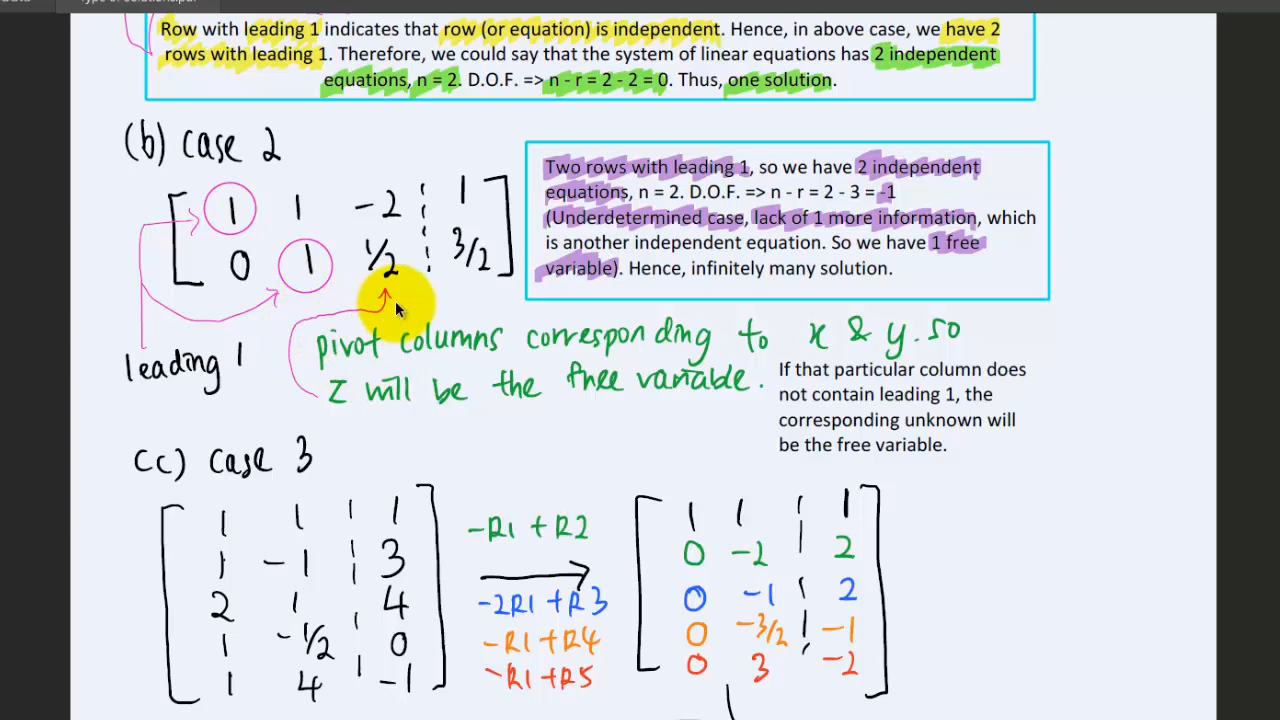 Type of Solution.pdf
Row with leading 1 indicates that row (or equation) is independent. Hence, in above case, we have 2
rows with leading 1. Therefore, we could say that the system of linear equations has 2 independent
equations, n = 2. D.O.F. => n - r = 2 - 2 = 0. Thus, one solution.
(b) case 2
1 1 -2 ¦ 1
0 1 1/2 ¦ 3/2
leading 1
Two rows with leading 1, so we have 2 independent
equations, n = 2. D.O.F. => n - r = 2 - 3 = -1
(Underdetermined case, lack of 1 more information, which
is another independent equation. So we have 1 free
variable). Hence, infinitely many solution.
pivot columns corresponding to x & y. so
z will be the free variable.
If that particular column does
not contain leading 1, the
corresponding unknown will
be the free variable.
(c) case 3
1 1 ¦ 1
1 -1 ¦ 3
2 1 ¦ 4
1 -1/2 ¦ 0
1 4 ¦ -1
-R1 + R2
-2R1 + R3
-R1 + R4
-R1 + R5
1 1 ¦ 1
0 -2 ¦ 2
0 -1 ¦ 2
0 -3/2 ¦ -1
0 3 -2